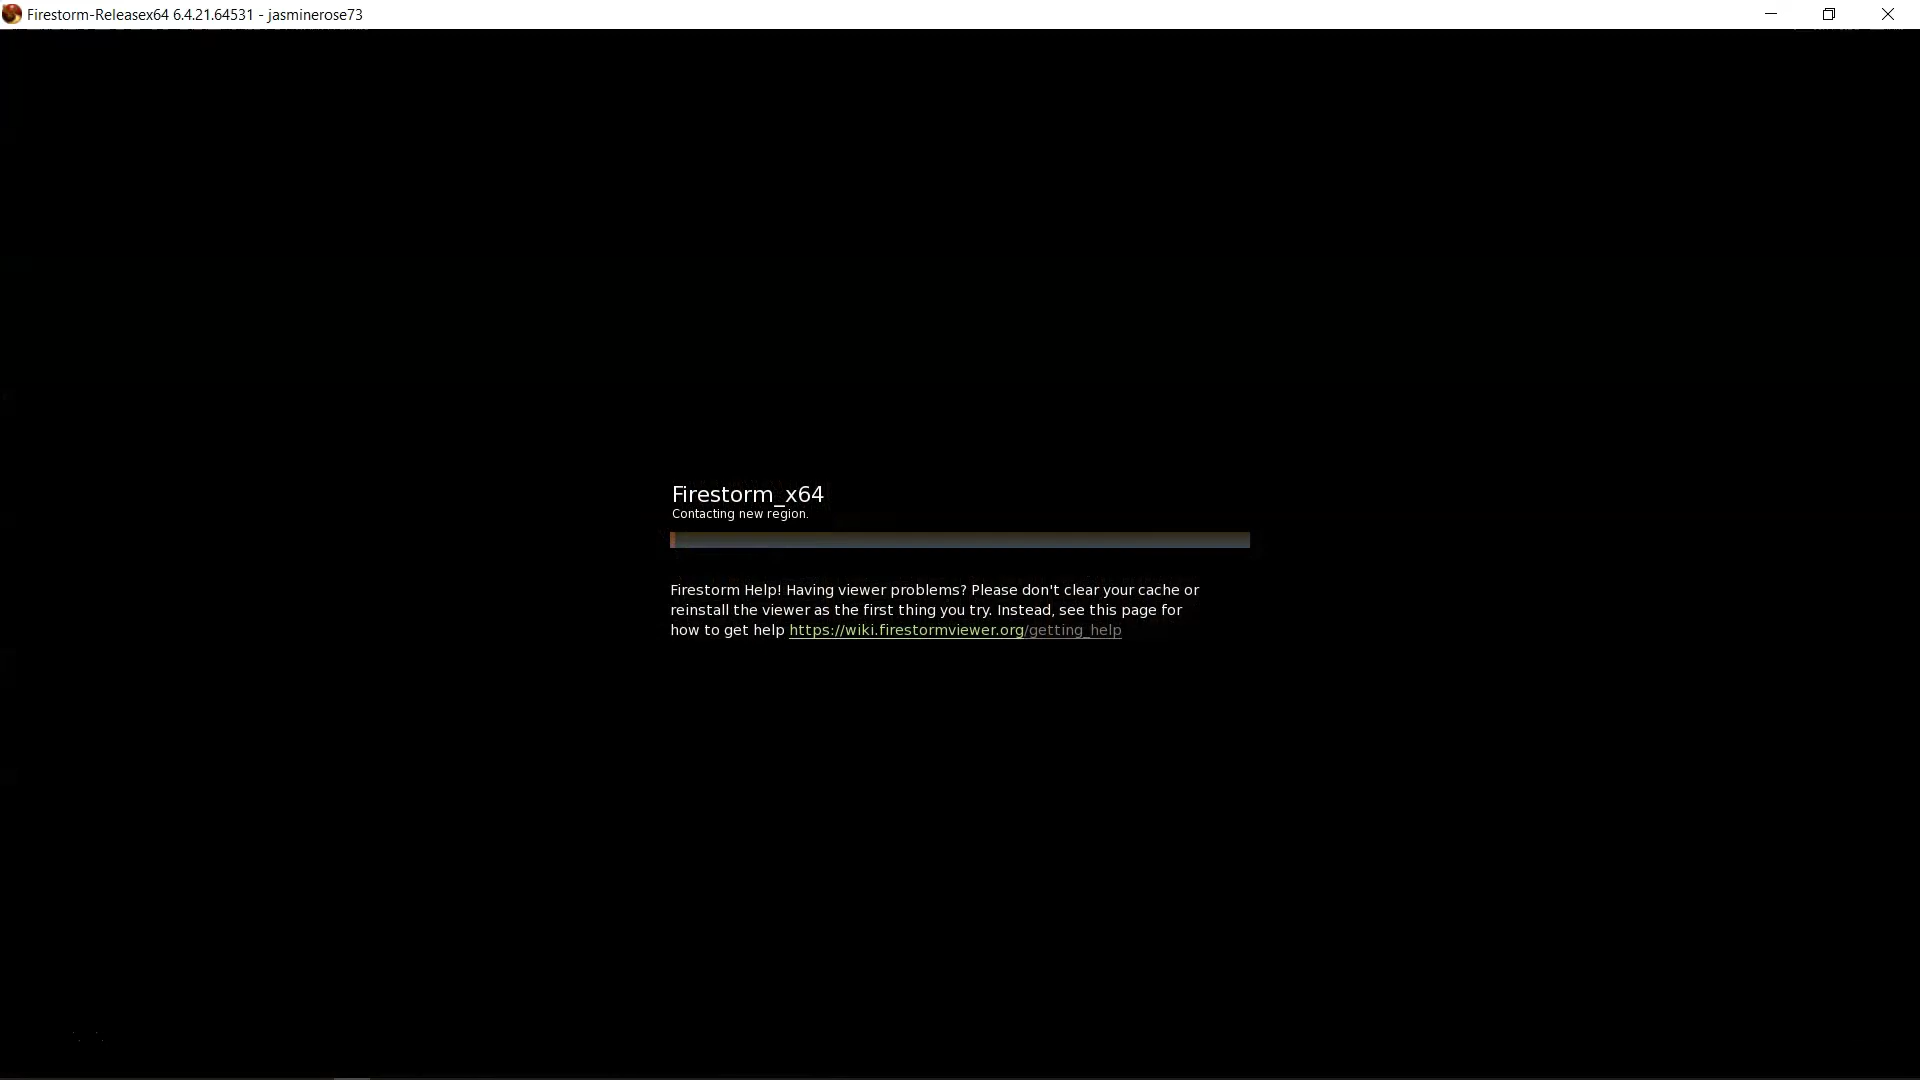 Firestorm-Releasex64 6.4.21.64531 - jasminerose73
Firestorm_x64
Contacting new region.
Firestorm Help! Having viewer problems? Please don't clear your cache or
reinstall the viewer as the first thing you try. Instead, see this page for
how to get help https://wiki.firestormviewer.org/getting_help